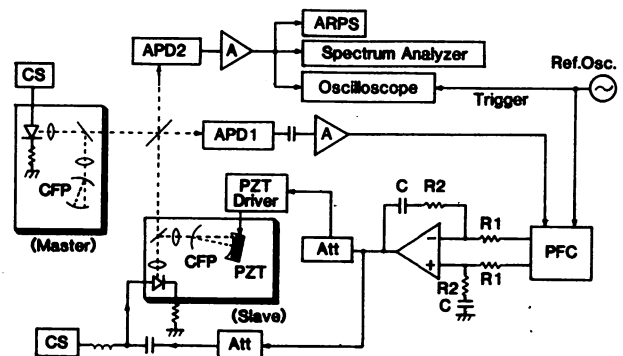 ARPS
APD2
A
Spectrum Analyzer
CS
Oscilloscope
Ref.Osc.
Trigger
APD1
A
CFP
(Master)
PZT
Driver
C
R2
R1
Att
PFC
CFP
PZT
R2
R1
C
(Slave)
CS
Att